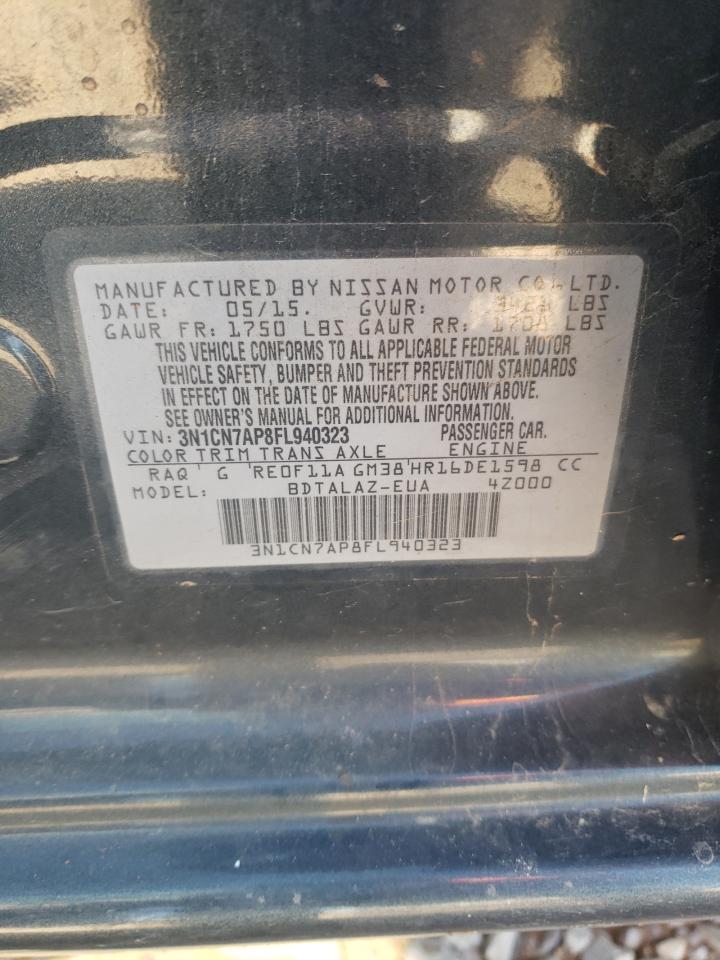 MANUFACTURED BY NISSAN MOTOR CO., LTD.
DATE: 05/15. GVWR: LBS
GAWR FR: 1750 LBS GAWR RR: LBS
THIS VEHICLE CONFORMS TO ALL APPLICABLE FEDERAL MOTOR
VEHICLE SAFETY, BUMPER AND THEFT PREVENTION STANDARDS
IN EFFECT ON THE DATE OF MANUFACTURE SHOWN ABOVE.
SEE OWNER'S MANUAL FOR ADDITIONAL INFORMATION.
VIN: 3N1CN7AP8FL940323 PASSENGER CAR.
COLOR TRIM TRANS AXLE ENGINE
RAQ G RE0F11A GM38 HR16DE1598 CC
MODEL: BDTALAZ-EUA 4Z000
3N1CN7AP8FL940323